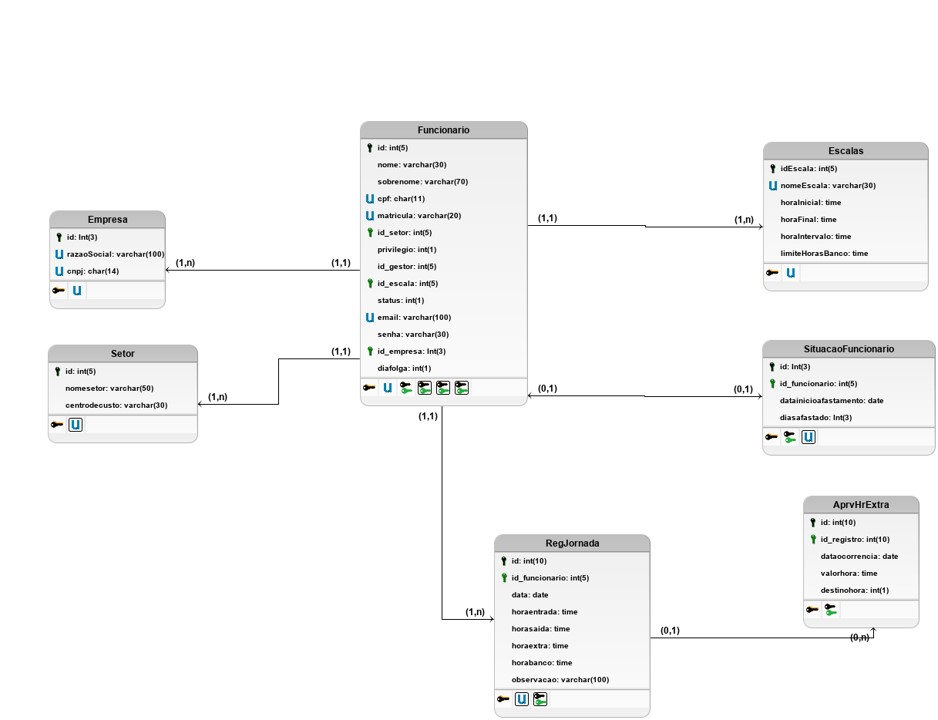 Funcionario
id: int(5)
nome: varchar(30)
sobrenome: varchar(70)
cpf: char(11)
matricula: varchar(20)
id_setor: int(5)
privilegio: int(1)
id_gestor: int(5)
id_escala: int(5)
status: int(1)
email: varchar(100)
senha: varchar(30)
id_empresa: Int(3)
diafolga: int(1)
Escalas
idEscala: int(5)
nomeEscala: varchar(30)
horaInicial: time
horaFinal: time
horaIntervalo: time
limiteHorasBanco: time
(1,1)
(1,n)
Empresa
id: Int(3)
razaoSocial: varchar(100)
cnpj: char(14)
(1,n)
(1,1)
Setor
id: int(5)
nomesetor: varchar(50)
centrodecusto: varchar(30)
(1,n)
(1,1)
SituacaoFuncionario
id: Int(3)
id_funcionario: int(5)
datainicioafastamento: date
diasafastado: Int(3)
(0,1)
(0,1)
(1,1)
(1,n)
RegJornada
id: int(10)
id_funcionario: int(5)
data: date
horaentrada: time
horasaida: time
horaextra: time
horabanco: time
observacao: varchar(100)
(0,1)
(0,n)
AprvHrExtra
id: int(10)
id_registro: int(10)
dataocorrencia: date
valorhora: time
destinohora: int(1)